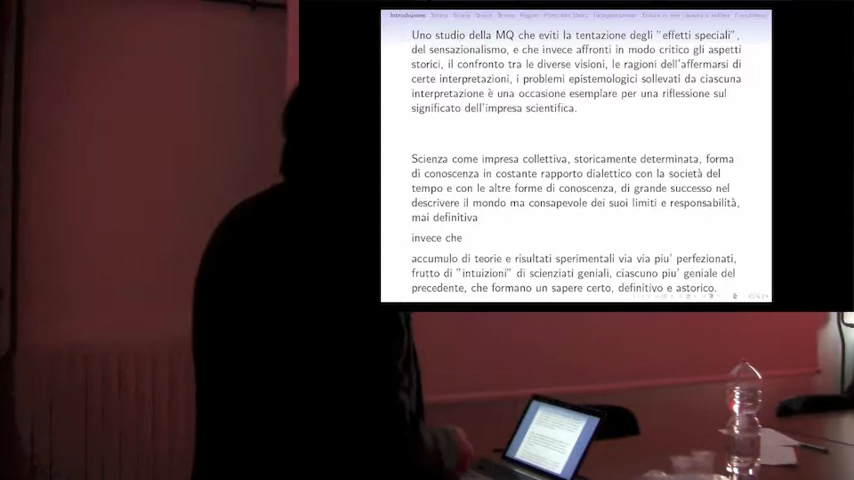 Introduzione
Uno studio della MQ che eviti la tentazione degli "effetti speciali",
del sensazionalismo, e che invece affronti in modo critico gli aspetti
storici, il confronto tra le diverse visioni, le ragioni dell'affermarsi di
certe interpretazioni, i problemi epistemologici sollevati da ciascuna
interpretazione è una occasione esemplare per una riflessione sul
significato dell'impresa scientifica.
Scienza come impresa collettiva, storicamente determinata, forma
di conoscenza in costante rapporto dialettico con la società del
tempo e con le altre forme di conoscenza, di grande successo nel
descrivere il mondo ma consapevole dei suoi limiti e responsabilità,
mai definitiva
invece che
accumulo di teorie e risultati sperimentali via via piu' perfezionati,
frutto di "intuizioni" di scienziati geniali, ciascuno piu' geniale del
precedente, che formano un sapere certo, definitivo e astorico.